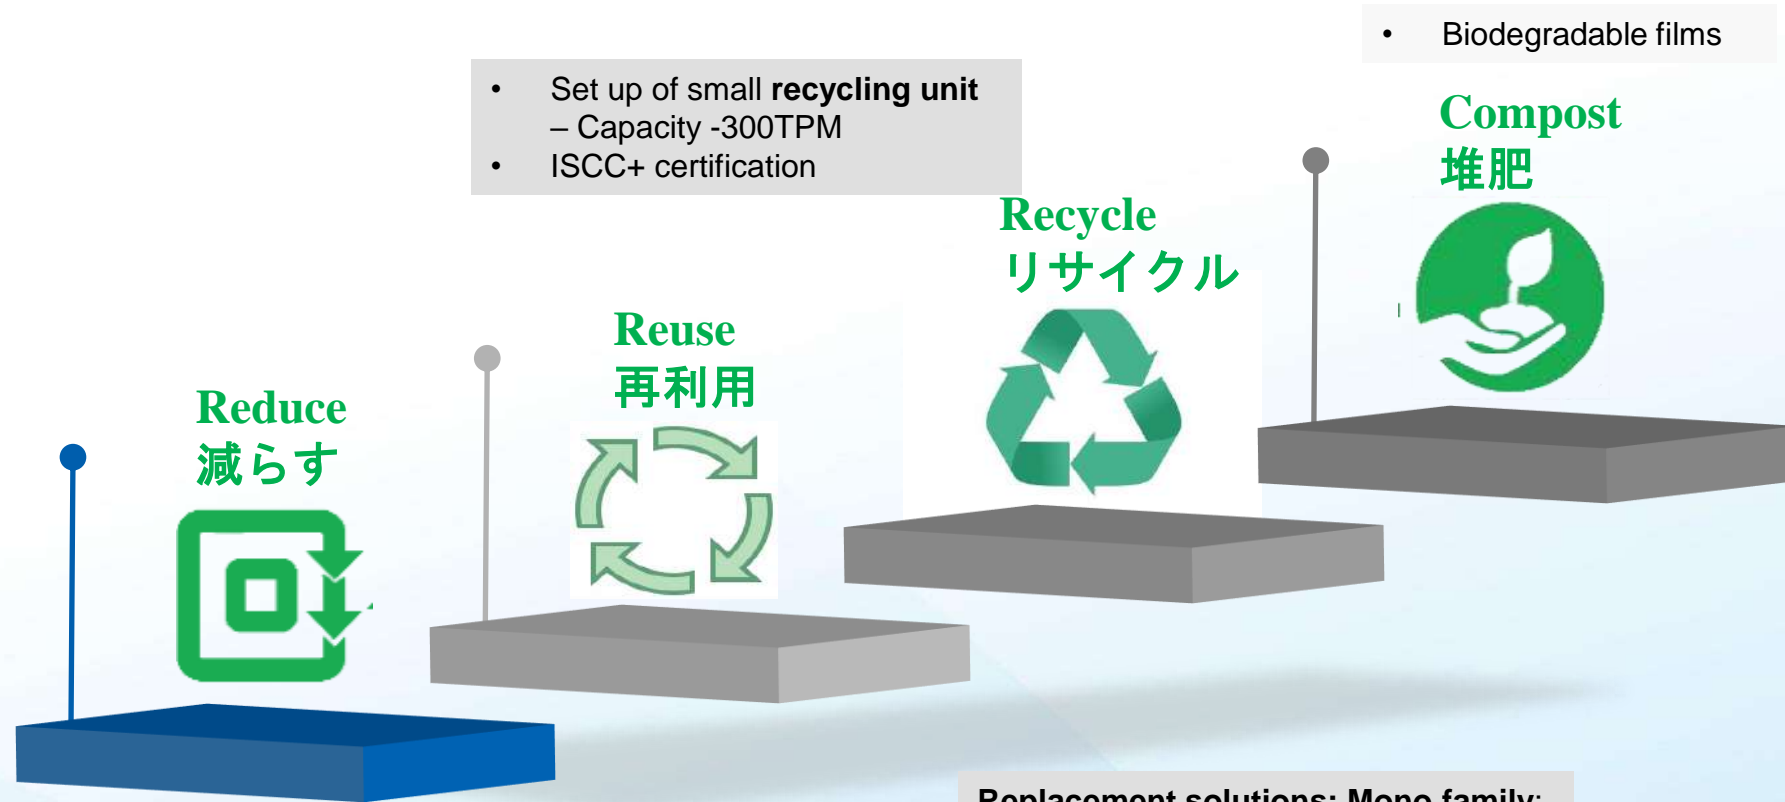 • Biodegradable films
• Set up of small recycling unit
– Capacity -300TPM
• ISCC+ certification
Compost
堆肥
Recycle
リサイクル
Reuse
再利用
Reduce
減らす
Replacement solutions: Mono family: